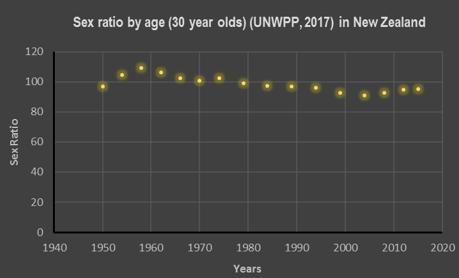 Sex ratio by age (30 year olds) (UNWPP, 2017) in New Zealand
120
100
80
60
40
20
0
Sex Ratio
1940 1950 1960 1970 1980 1990 2000 2010 2020
Years